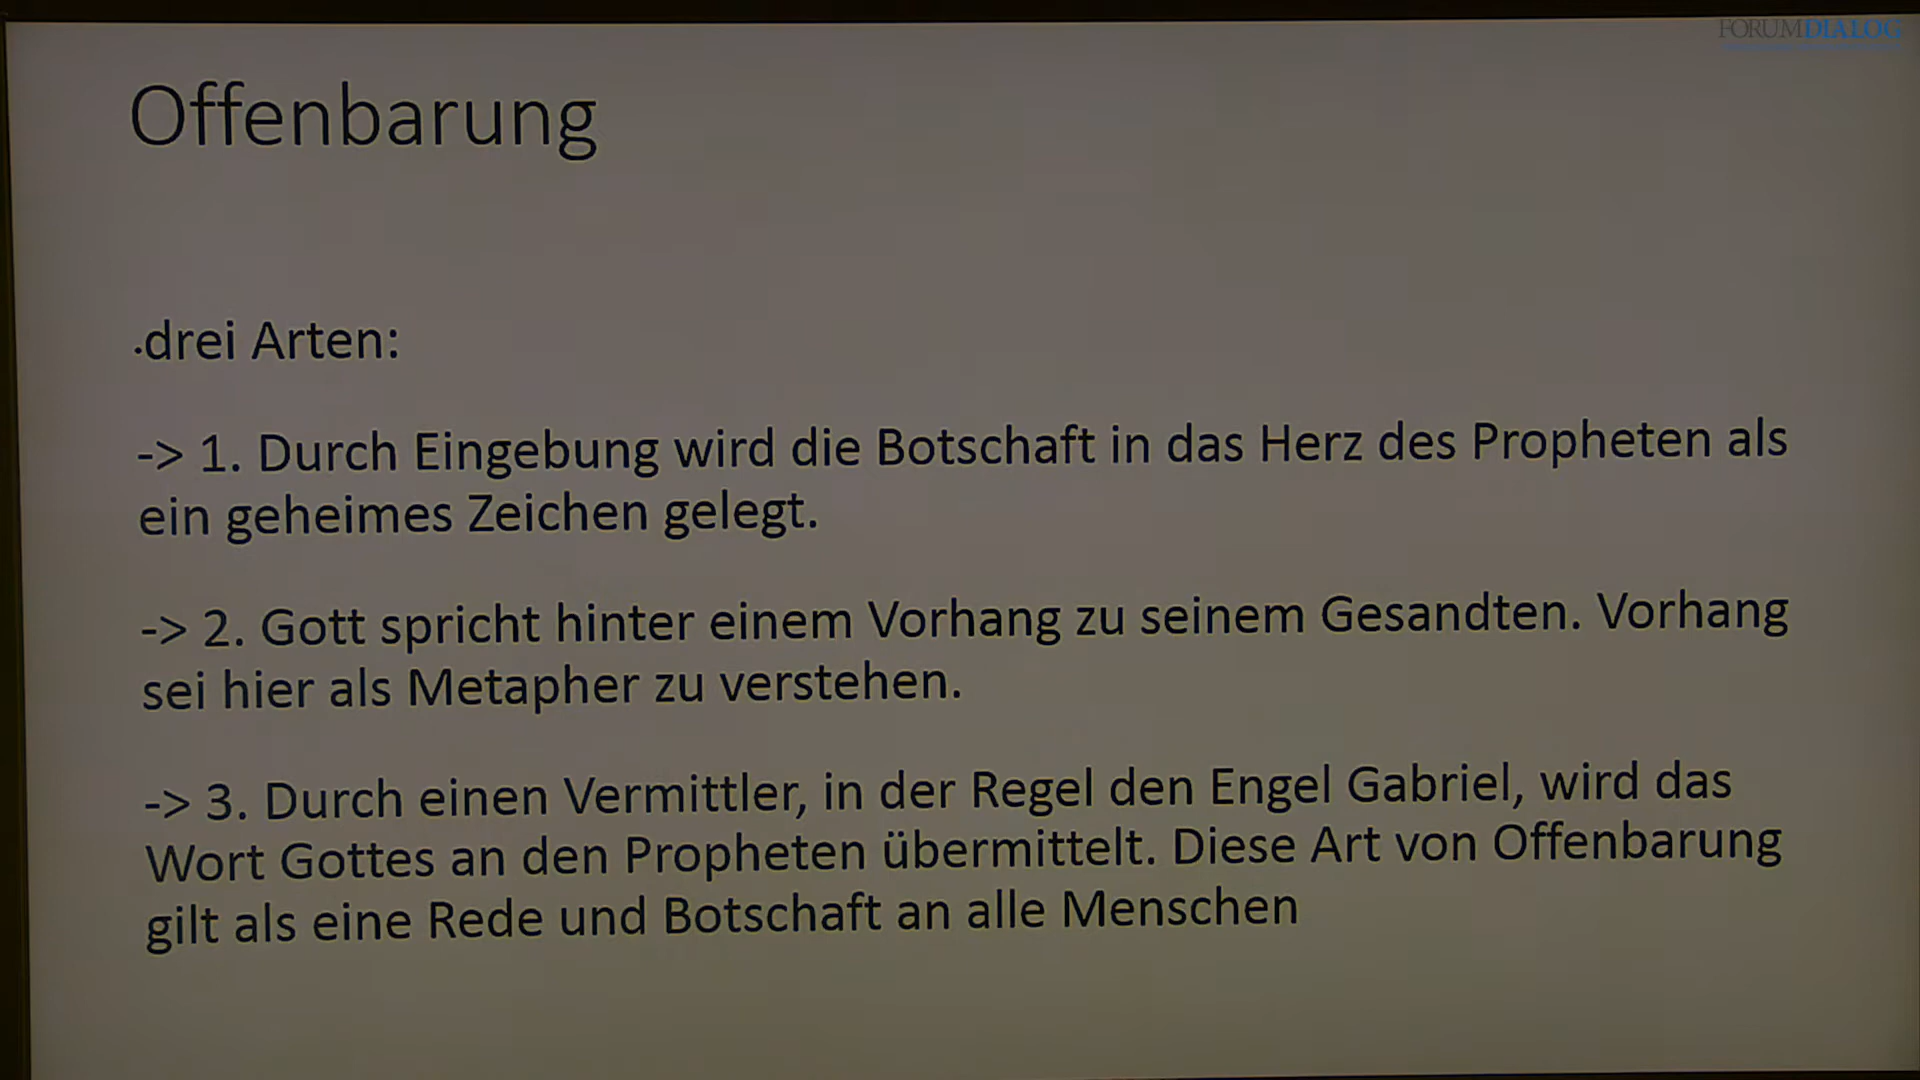 FORUMDIALOG
Offenbarung
·drei Arten:
-> 1. Durch Eingebung wird die Botschaft in das Herz des Propheten als
ein geheimes Zeichen gelegt.
-> 2. Gott spricht hinter einem Vorhang zu seinem Gesandten. Vorhang
sei hier als Metapher zu verstehen.
-> 3. Durch einen Vermittler, in der Regel den Engel Gabriel, wird das
Wort Gottes an den Propheten übermittelt. Diese Art von Offenbarung
gilt als eine Rede und Botschaft an alle Menschen